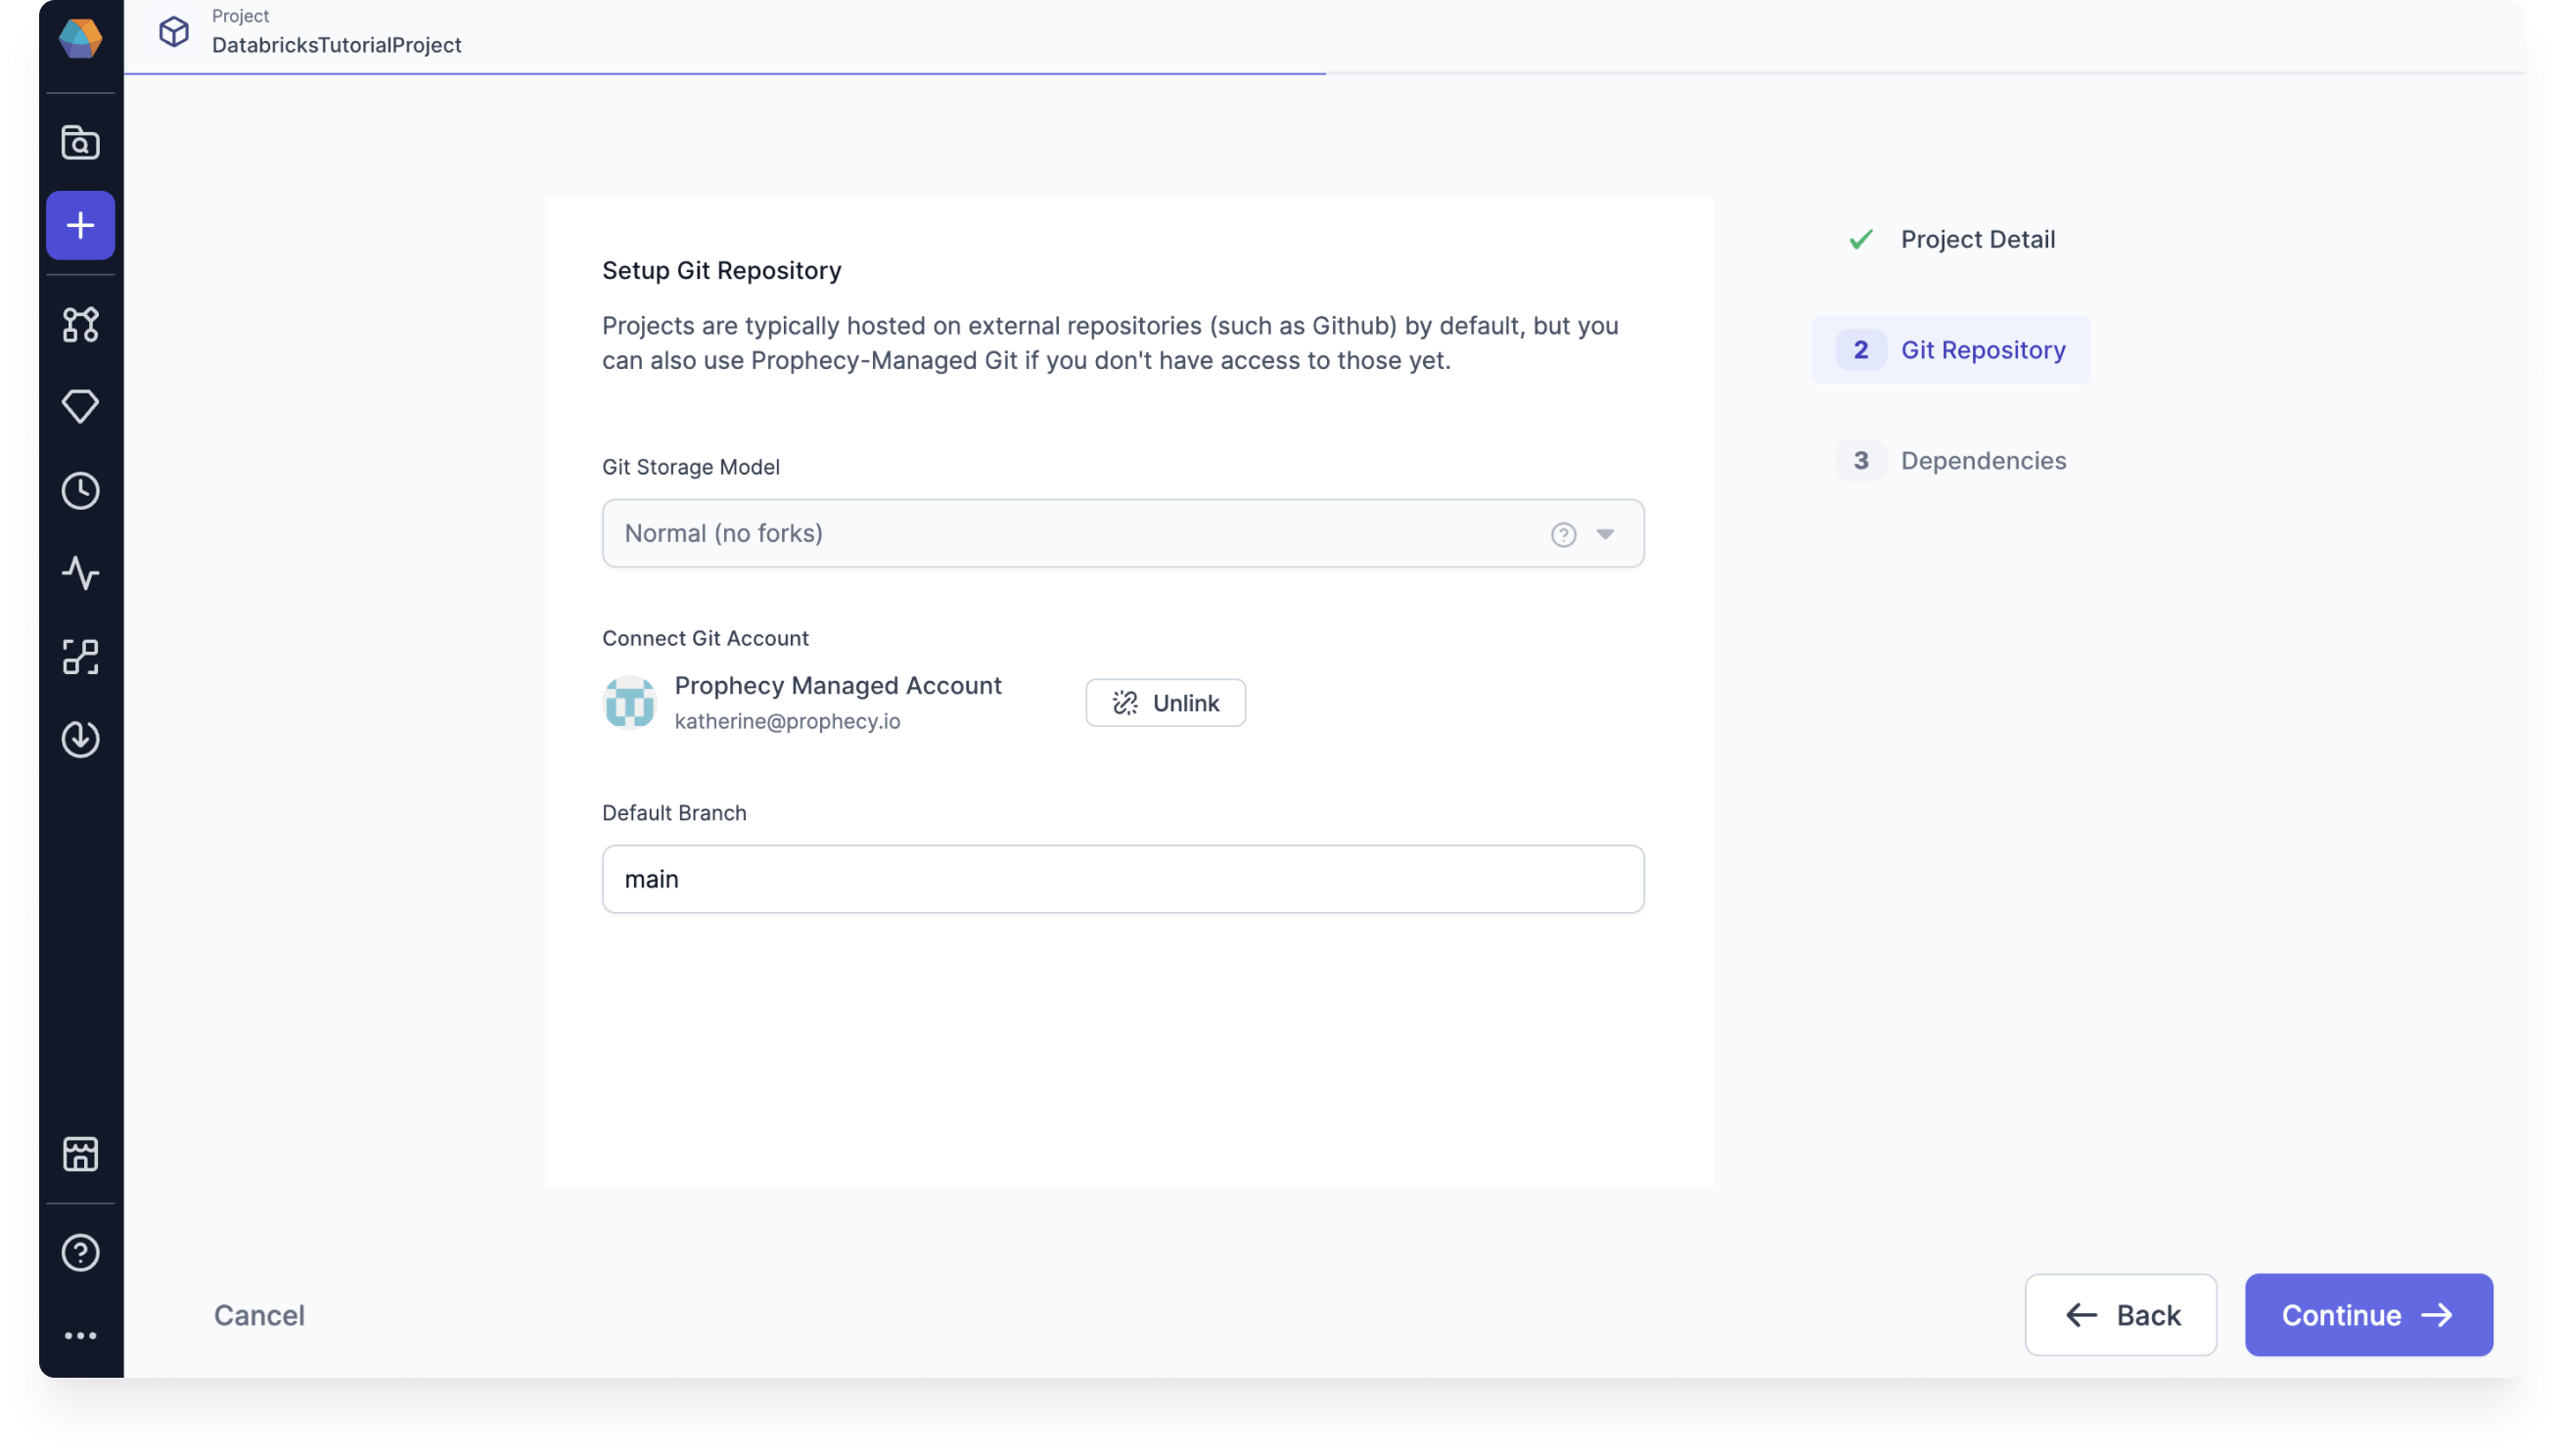 Project
DatabricksTutorialProject
Setup Git Repository
Projects are typically hosted on external repositories (such as Github) by default, but you
can also use Prophecy-Managed Git if you don't have access to those yet.
Git Storage Model
Normal (no forks)
Connect Git Account
Prophecy Managed Account
katherine@prophecy.io
Unlink
Default Branch
main
Project Detail
2 Git Repository
3 Dependencies
Cancel
Back
Continue